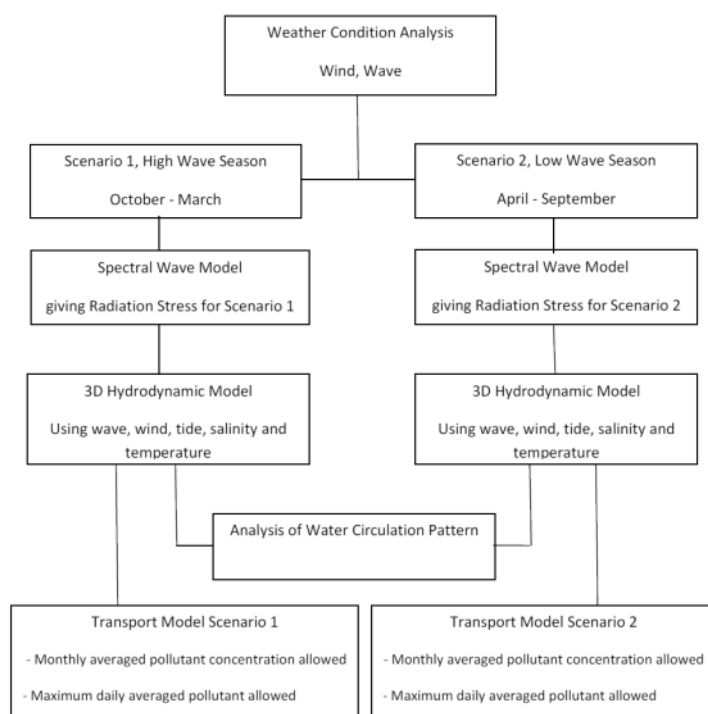 Weather Condition Analysis
Wind, Wave
Scenario 1, High Wave Season
October - March
Scenario 2, Low Wave Season
April - September
Spectral Wave Model
giving Radiation Stress for Scenario 1
Spectral Wave Model
giving Radiation Stress for Scenario 2
3D Hydrodynamic Model
Using wave, wind, tide, salinity and
temperature
3D Hydrodynamic Model
Using wave, wind, tide, salinity and
temperature
Analysis of Water Circulation Pattern
Transport Model Scenario 1
- Monthly averaged pollutant concentration allowed
- Maximum daily averaged pollutant allowed
Transport Model Scenario 2
- Monthly averaged pollutant concentration allowed
- Maximum daily averaged pollutant allowed